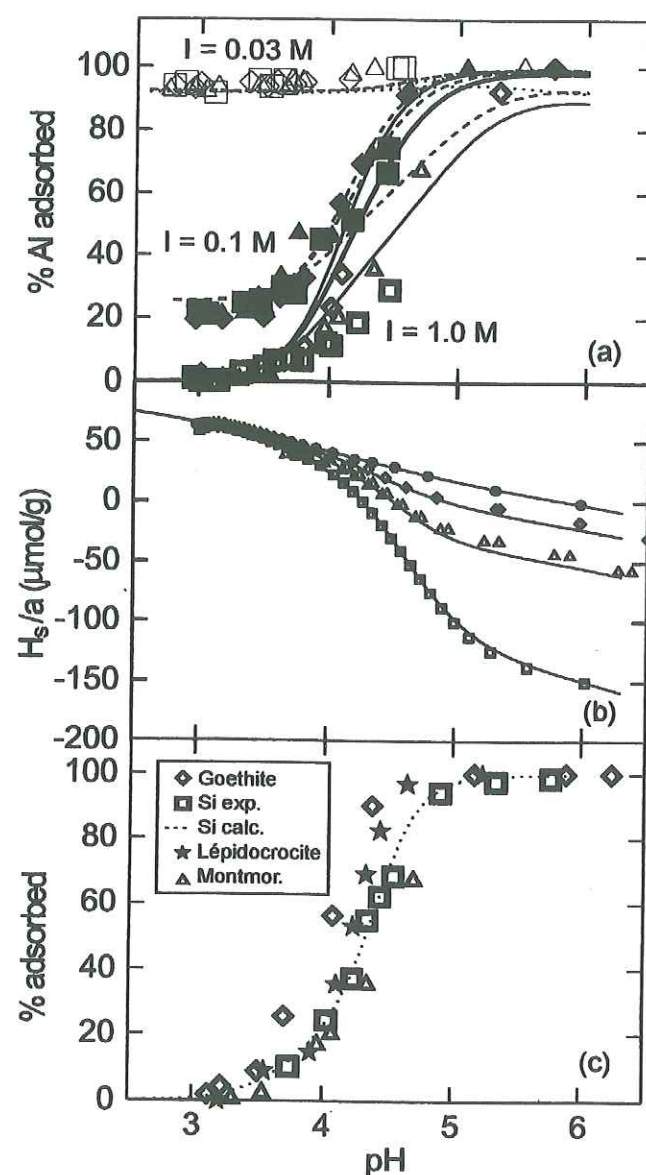 I = 0.03 M
100
80
60
40
20
0
% Al adsorbed
I = 0.1 M
I = 1.0 M
(a)
50
0
-50
-100
-150
-200
Hs/a (µmol/g)
(b)
100
80
60
40
20
0
% adsorbed
Goethite
Si exp.
Si calc.
Lépidocrocite
Montmor.
(c)
3 4 5 6
pH